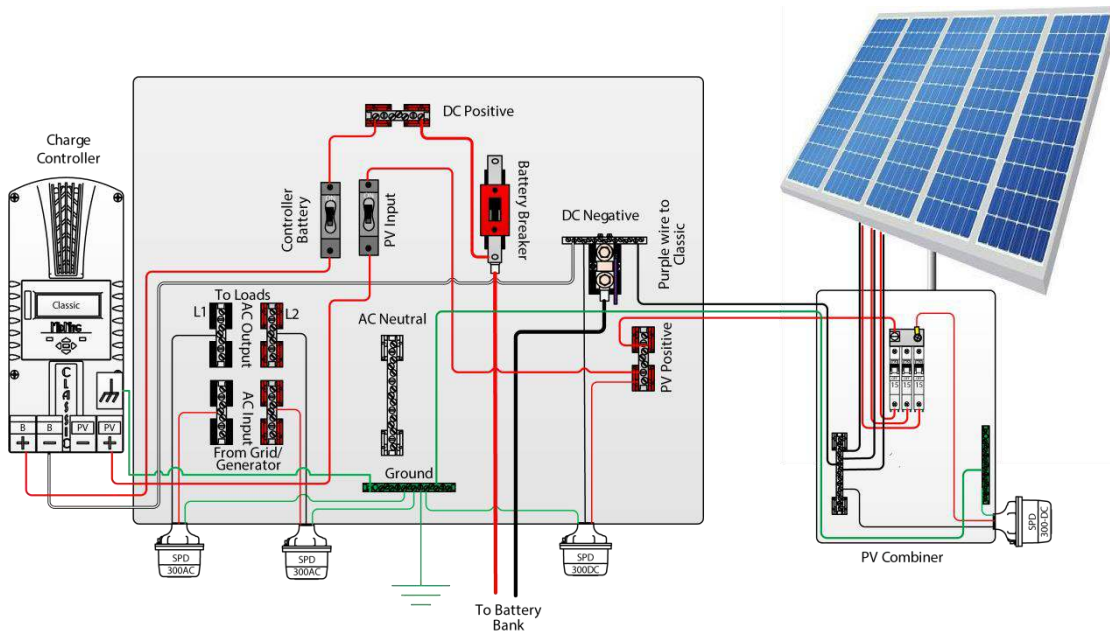 DC Positive
Charge
Controller
Controller
Battery
PV Input
Battery Breaker
DC Negative
Purple wire to
Classic
Classic
MidNite
CLASSIC
To Loads
L1
L2
AC Output
AC Neutral
PV Positive
AC Input
From Grid/
Generator
Ground
B
B
PV
PV
+
−
−
+
15
15
15
SPD
300AC
SPD
300AC
SPD
300DC
SPD
300-DC
PV Combiner
To Battery
Bank